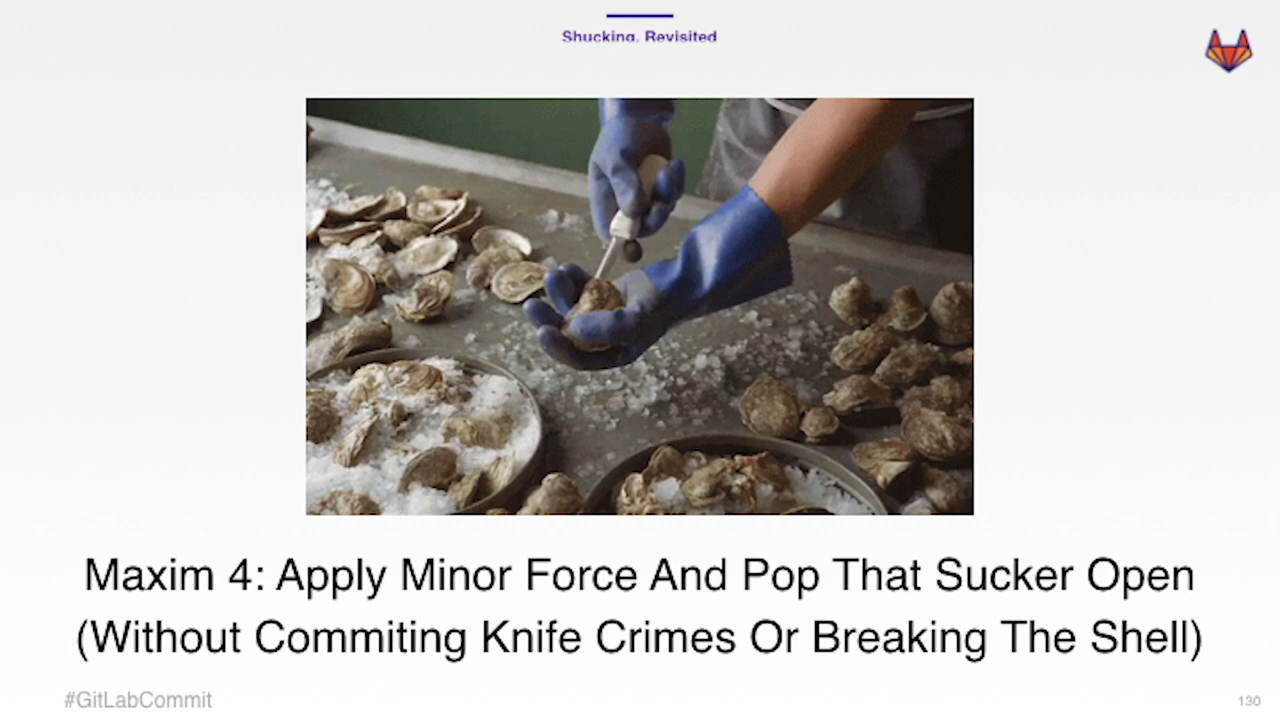 Shucking, Revisited
Maxim 4: Apply Minor Force And Pop That Sucker Open
(Without Commiting Knife Crimes Or Breaking The Shell)
#GitLabCommit
130